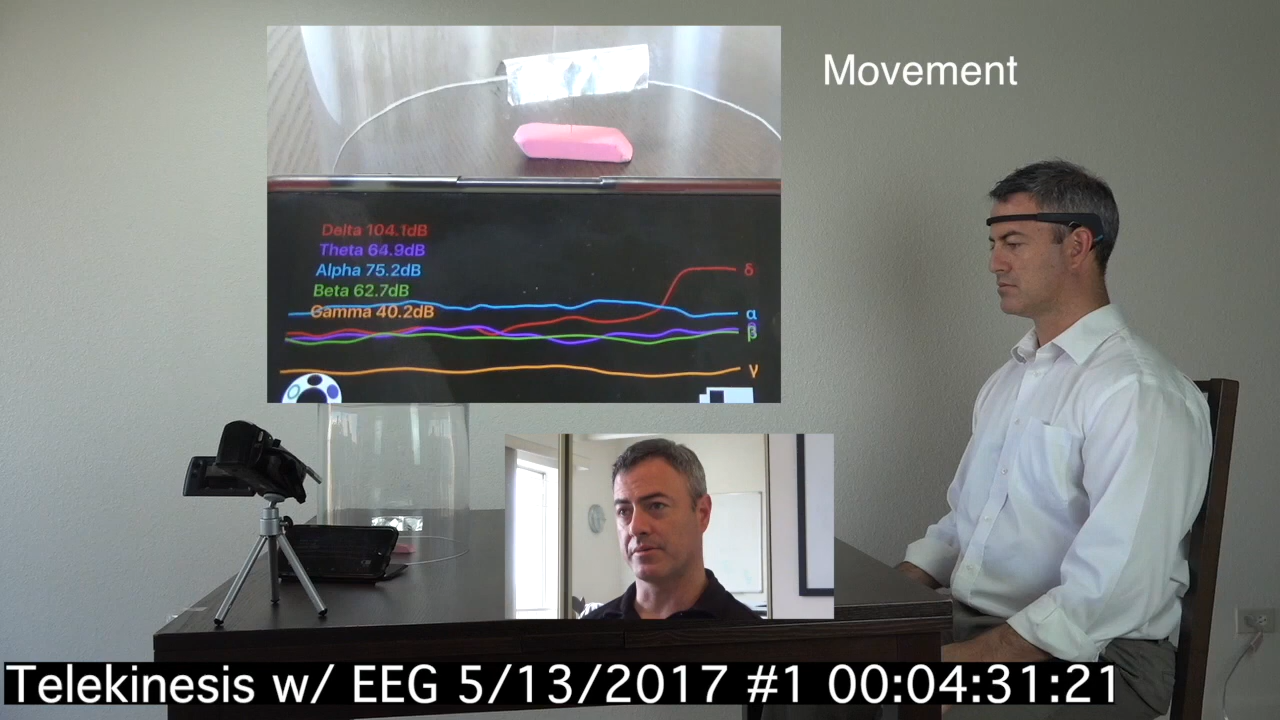 Movement
Delta 104.1dB
Theta 64.9dB
Alpha 75.2dB
Beta 62.7dB
Gamma 40.2dB
δ
α
β
γ
Telekinesis w/ EEG 5/13/2017 #1 00:04:31:21